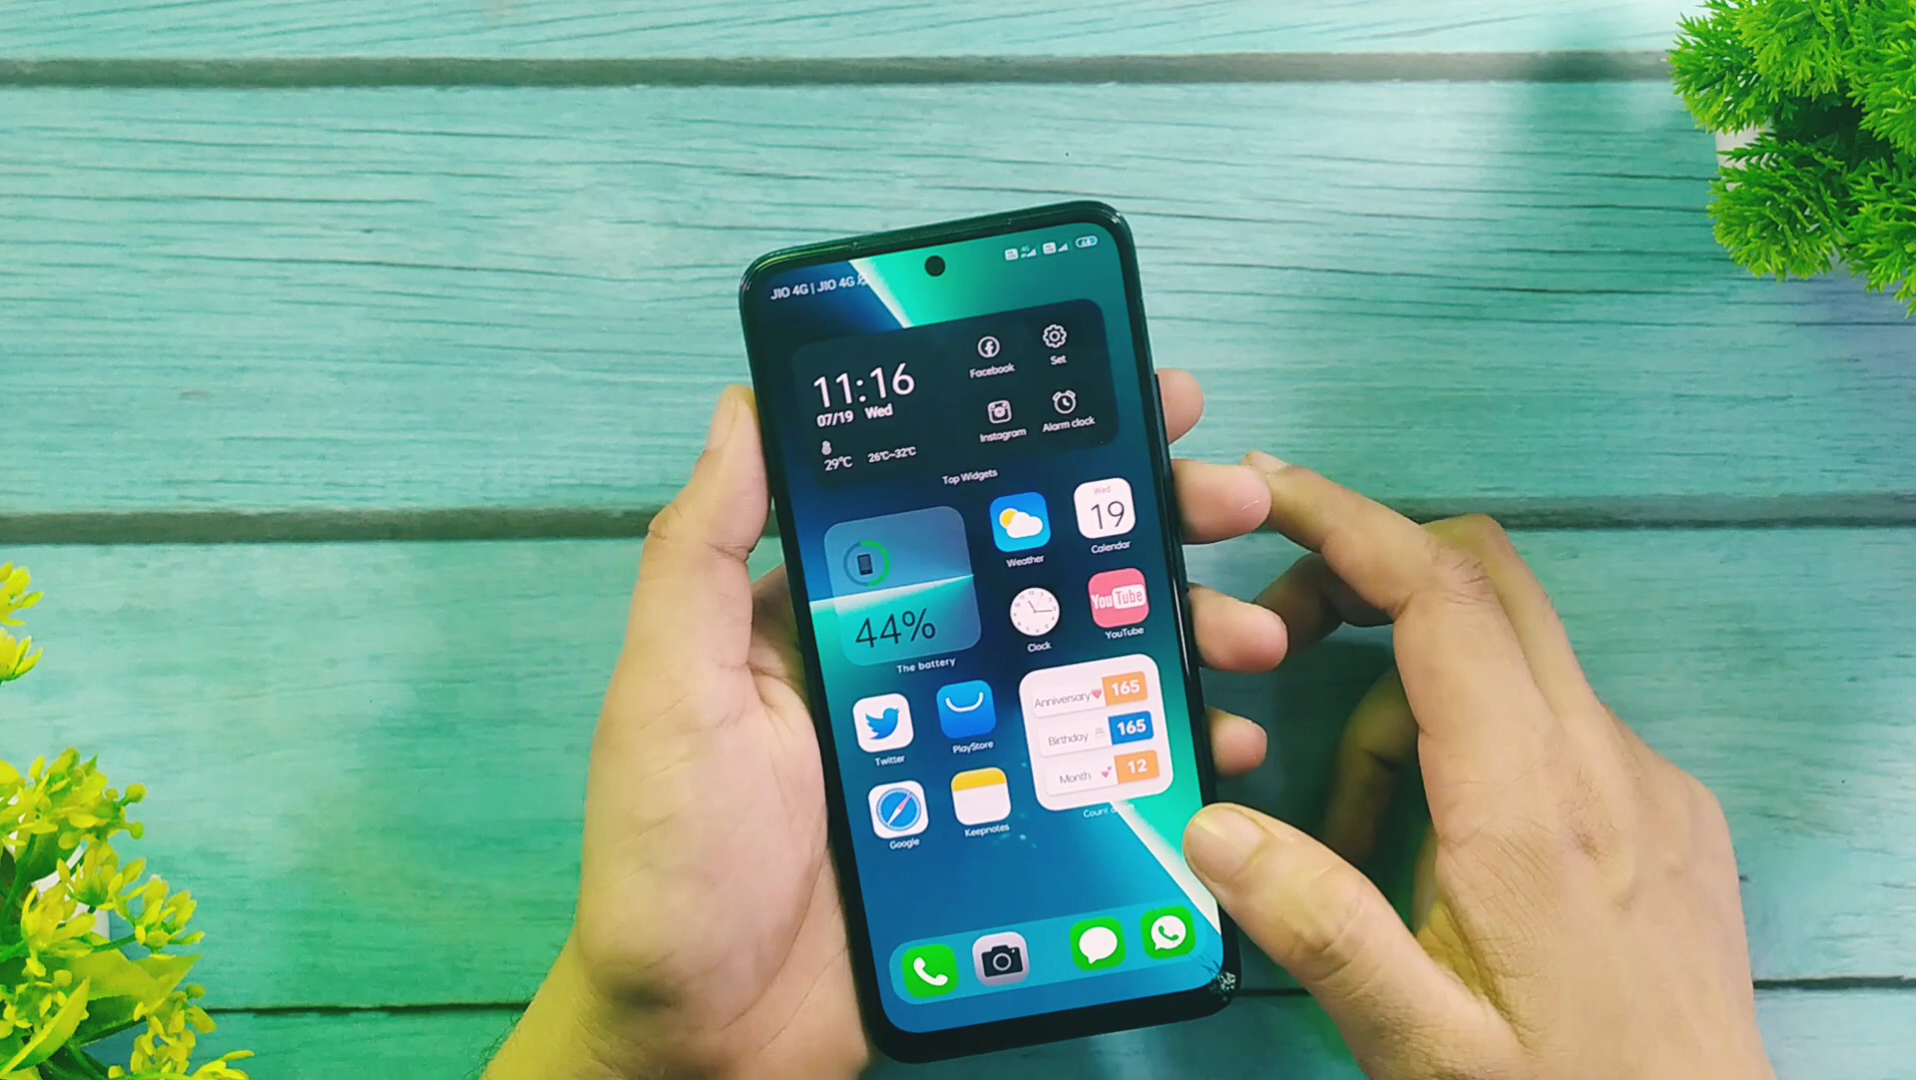 JIO 4G | JIO 4G
11:16
07/19 Wed
29°C 26°C~32°C
Facebook
Set
Instagram
Alarm clock
Top Widgets
44%
The battery
Weather
Wed
19
Calendar
Clock
YouTube
YouTube
Twitter
PlayStore
Anniversary 165
Birthday 165
Month 12
Count
Google
Keepnotes